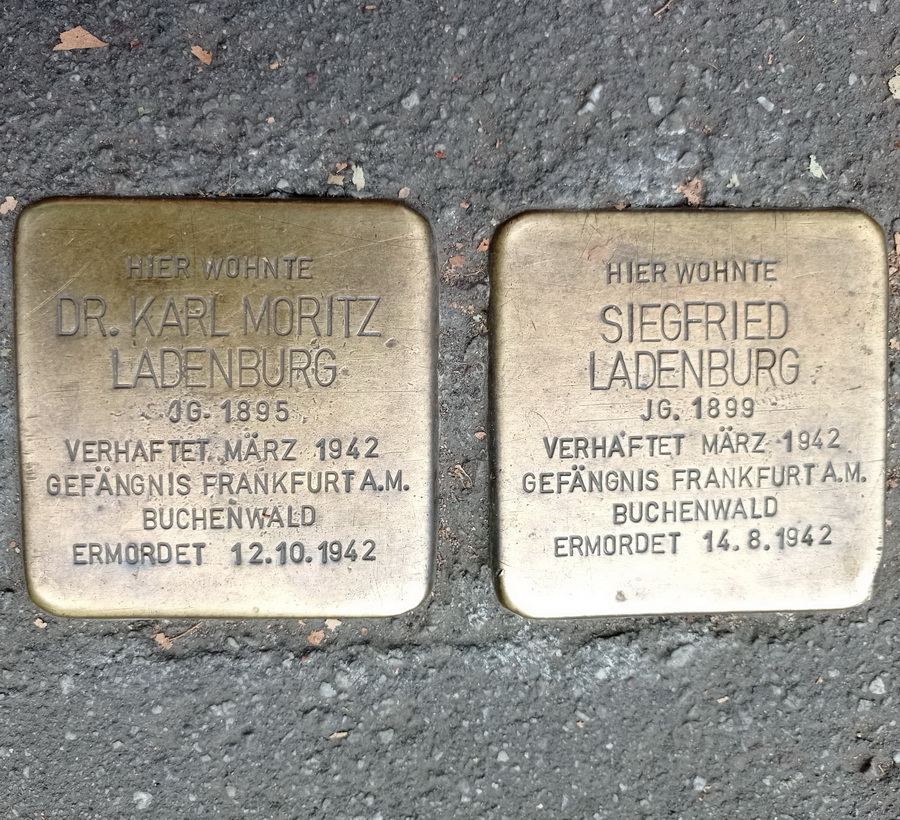 HIER WOHNTE
DR. KARL MORITZ
LADENBURG
JG. 1895
VERHAFTET MÄRZ 1942
GEFÄNGNIS FRANKFURT A.M.
BUCHENWALD
ERMORDET 12.10.1942
HIER WOHNTE
SIEGFRIED
LADENBURG
JG. 1899
VERHAFTET MÄRZ 1942
GEFÄNGNIS FRANKFURT A.M.
BUCHENWALD
ERMORDET 14.8.1942